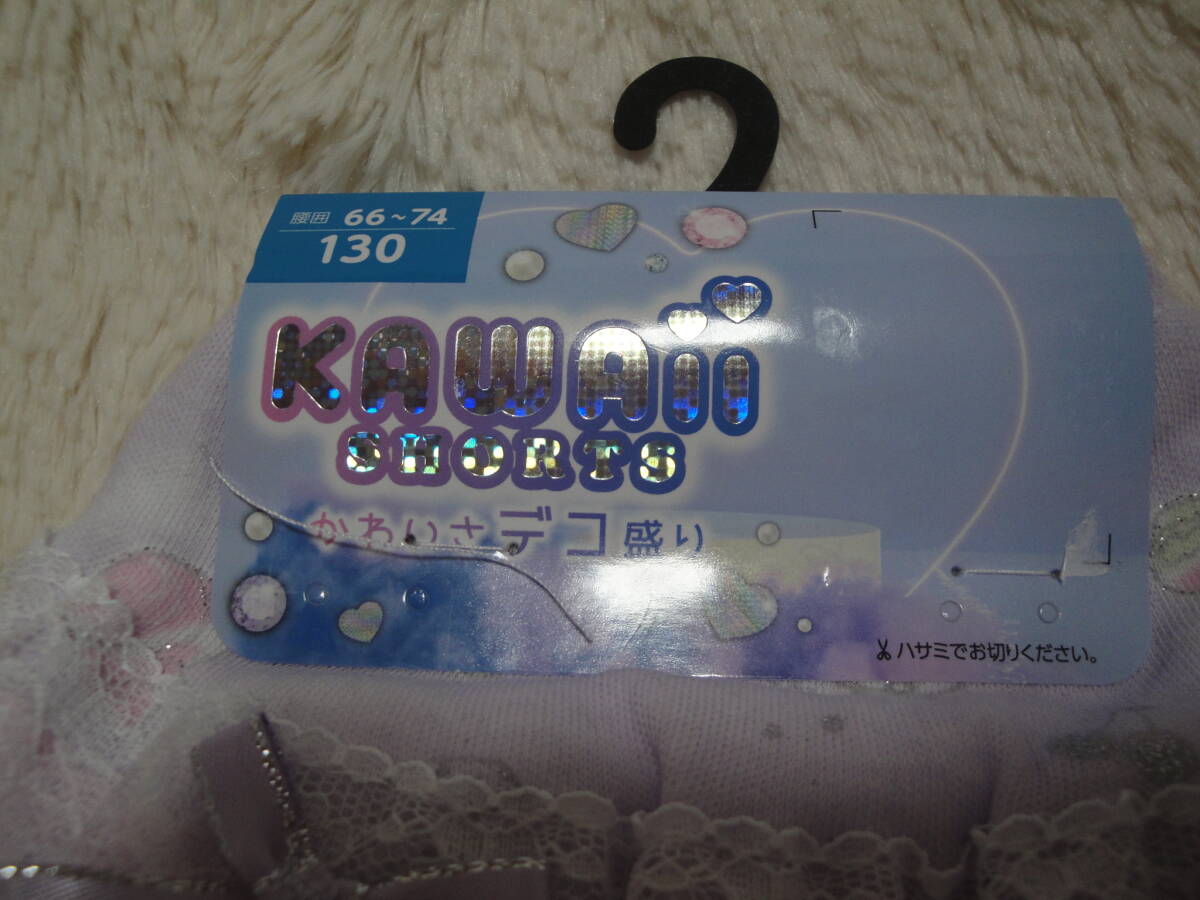 腰囲 66~74
130
KAWAii
SHORTS
かわいさデコ盛り
ハサミでお切りください。